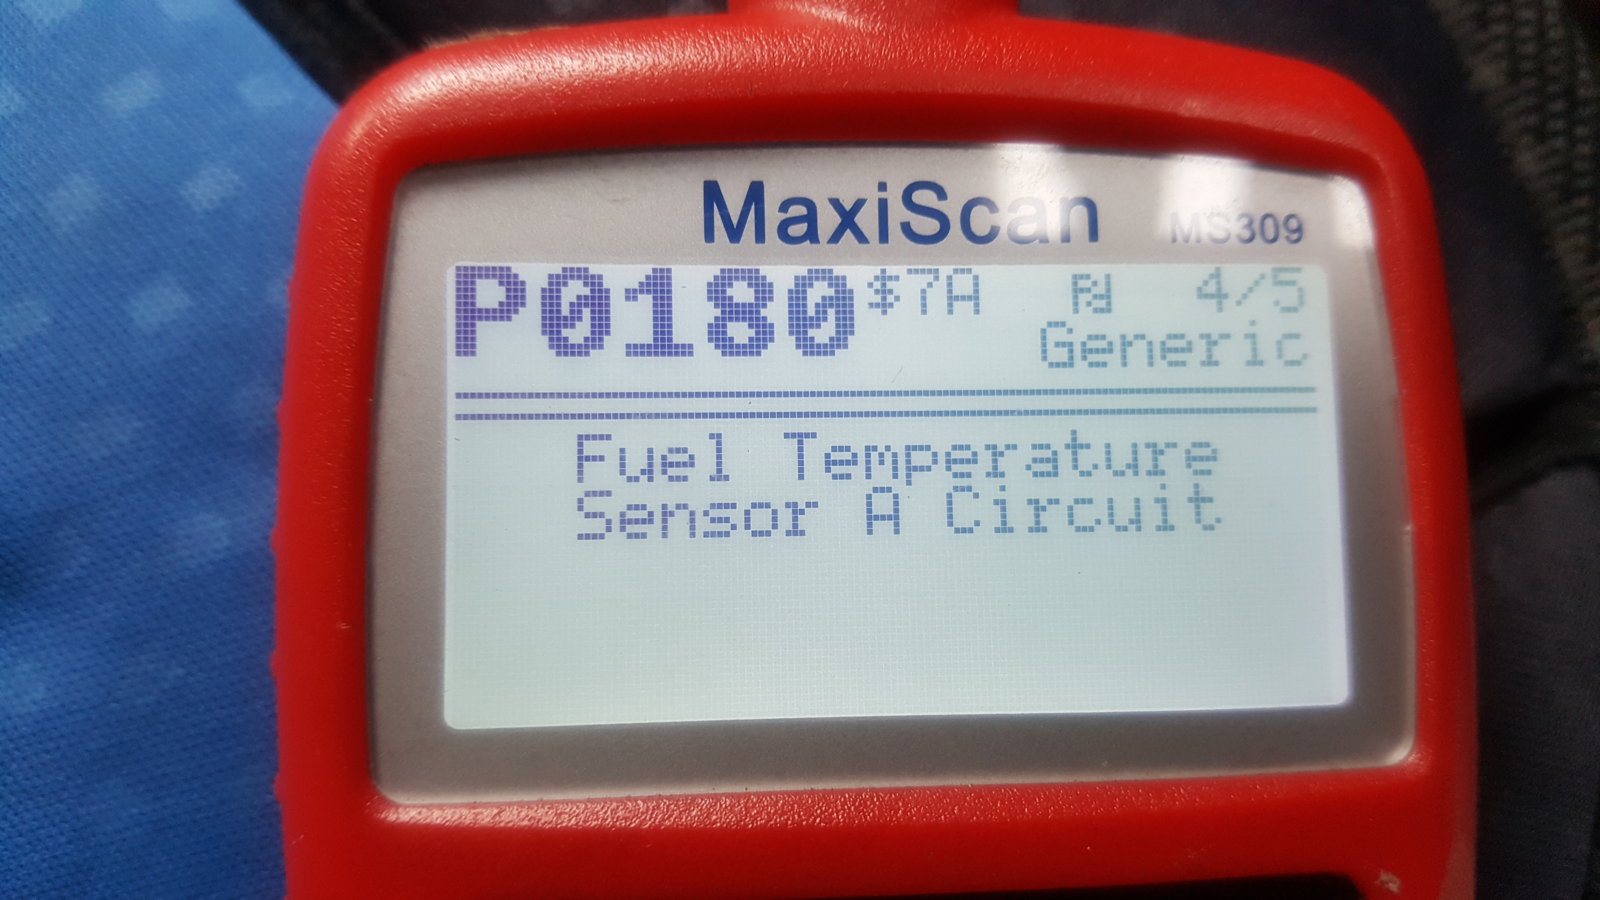 MaxiScan MS309
P0180 $7A 4/5
Generic
Fuel Temperature
Sensor A Circuit